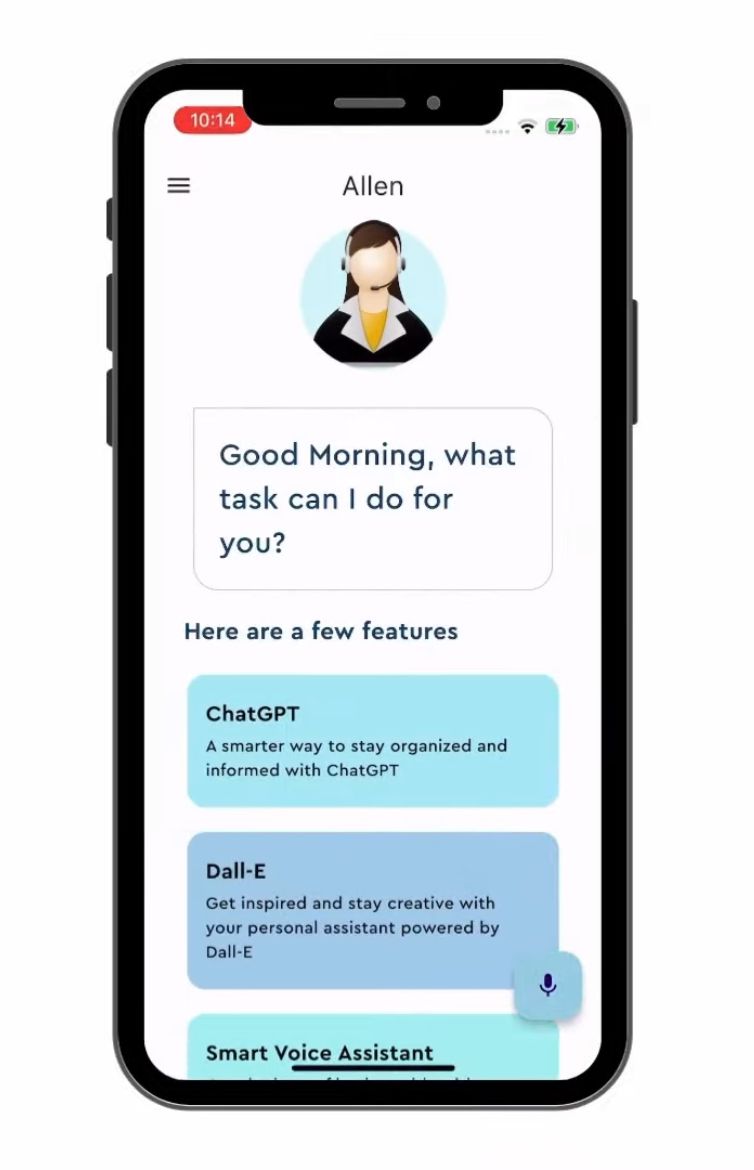 10:14
Allen
Good Morning, what
task can I do for
you?
Here are a few features
ChatGPT
A smarter way to stay organized and
informed with ChatGPT
Dall-E
Get inspired and stay creative with
your personal assistant powered by
Dall-E
Smart Voice Assistant